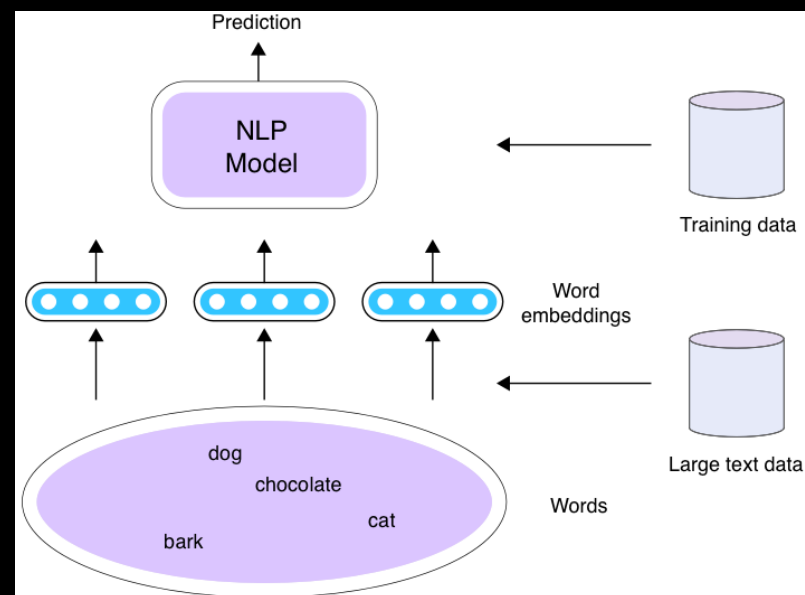 Prediction
NLP
Model
Training data
Word
embeddings
Large text data
dog
chocolate
cat
bark
Words